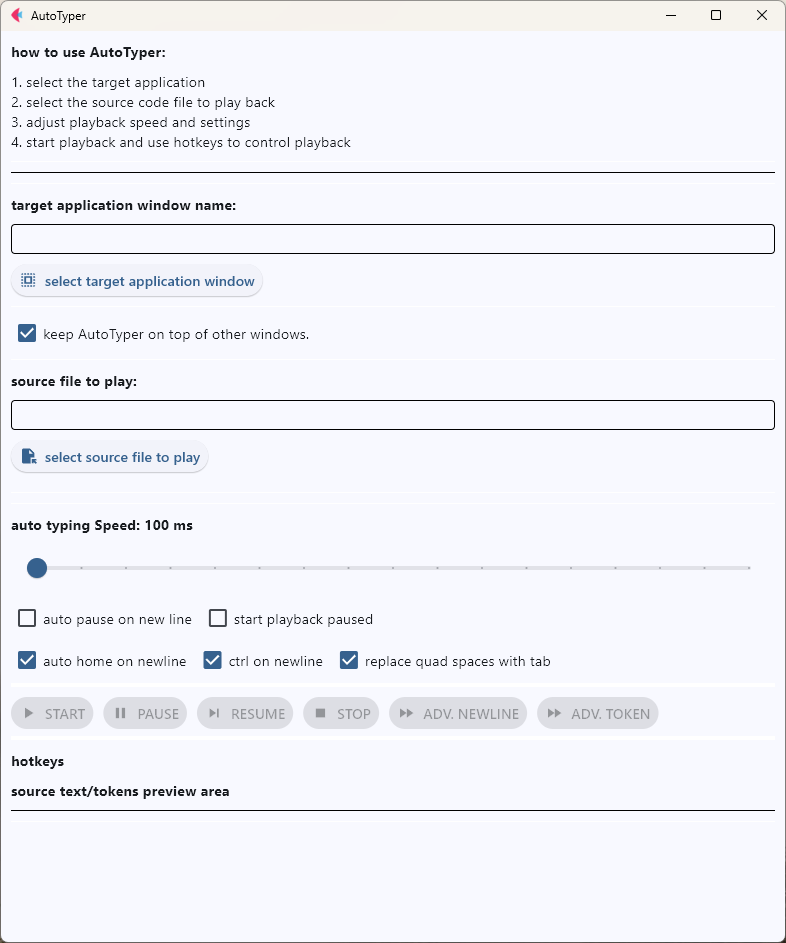 AutoTyper
how to use AutoTyper:
1. select the target application
2. select the source code file to play back
3. adjust playback speed and settings
4. start playback and use hotkeys to control playback
target application window name:
select target application window
keep AutoTyper on top of other windows.
source file to play:
select source file to play
auto typing Speed: 100 ms
auto pause on new line start playback paused
auto home on newline ctrl on newline replace quad spaces with tab
START PAUSE RESUME STOP ADV. NEWLINE ADV. TOKEN
hotkeys
source text/tokens preview area